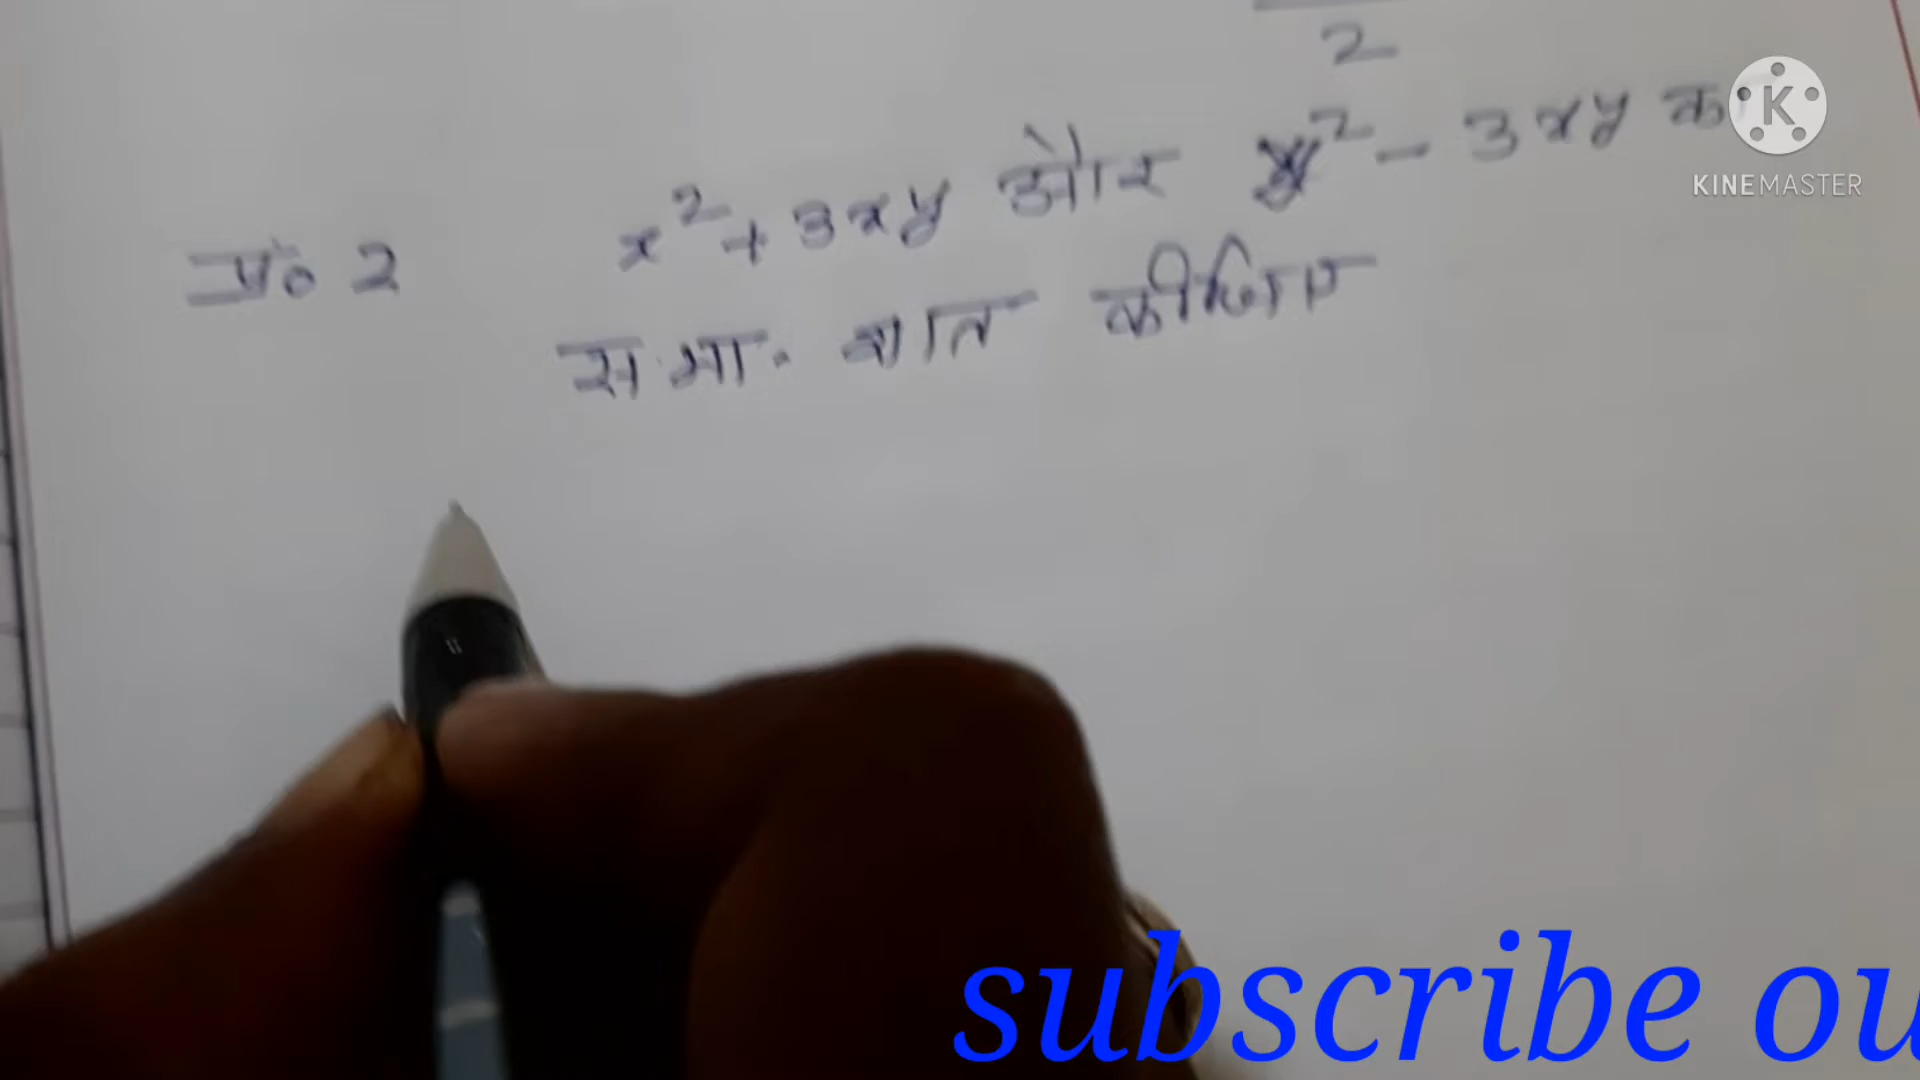 2
प्र० 2 x² + 3xy और y² - 3xy का
स.मा. ज्ञात कीजिए
KINEMASTER
subscribe ou